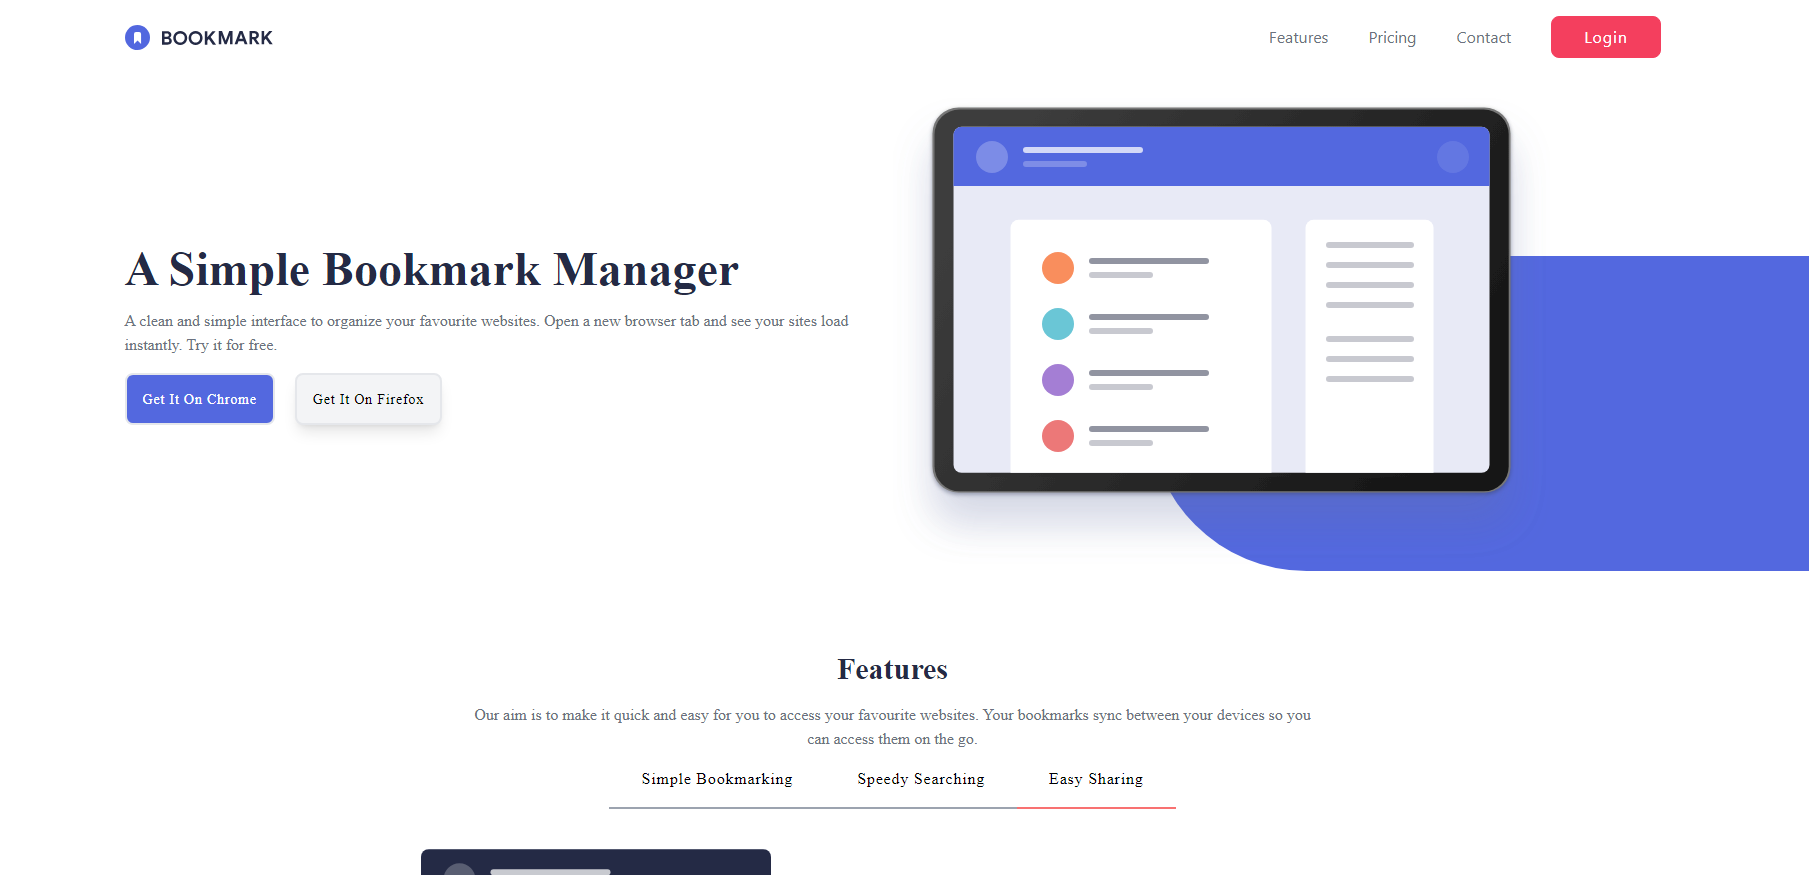 BOOKMARK
Features
Pricing
Contact
Login
A Simple Bookmark Manager
A clean and simple interface to organize your favourite websites. Open a new browser tab and see your sites load
instantly. Try it for free.
Get It On Chrome
Get It On Firefox
Features
Our aim is to make it quick and easy for you to access your favourite websites. Your bookmarks sync between your devices so you
can access them on the go.
Simple Bookmarking
Speedy Searching
Easy Sharing